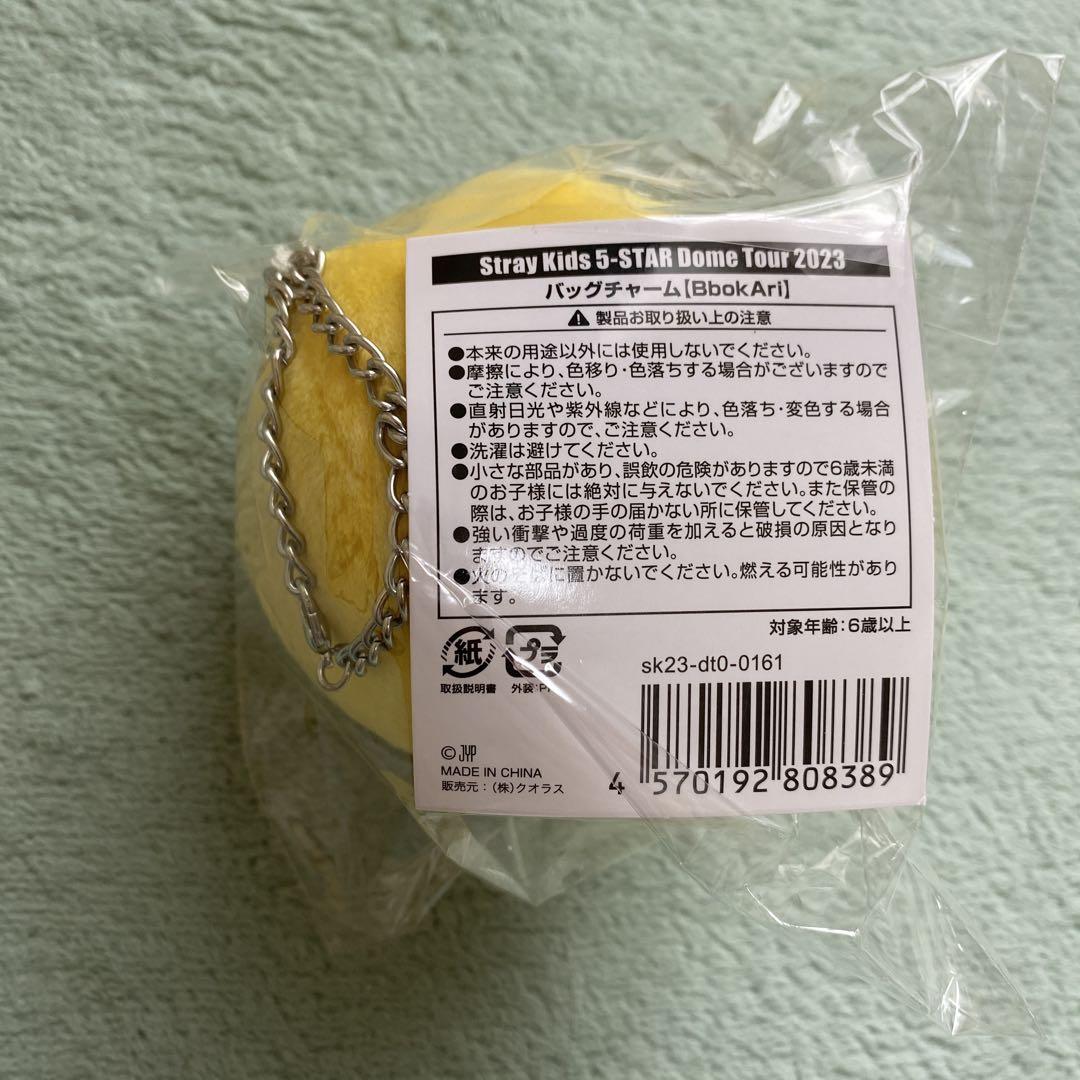 Stray Kids 5-STAR Dome Tour 2023
バッグチャーム【BbokAri】
製品お取り扱い上の注意
●本来の用途以外には使用しないでください。
●摩擦により、色移り・色落ちする場合がございますので
ご注意ください。
●直射日光や紫外線などにより、色落ち・変色する場合
がありますので、ご注意ください。
●洗濯は避けてください。
●小さな部品があり、誤飲の危険がありますので6歳未満
のお子様には絶対に与えないでください。また保管の
際は、お子様の手の届かない所に保管してください。
●強い衝撃や過度の荷重を加えると破損の原因となり
ますのでご注意ください。
●火のそばに置かないでください。燃える可能性があり
ます。
対象年齢：6歳以上
紙 プラ
取扱説明書 外装：
sk23-dt0-0161
© JYP
MADE IN CHINA
販売元：(株)クオラス
4 570192 808389